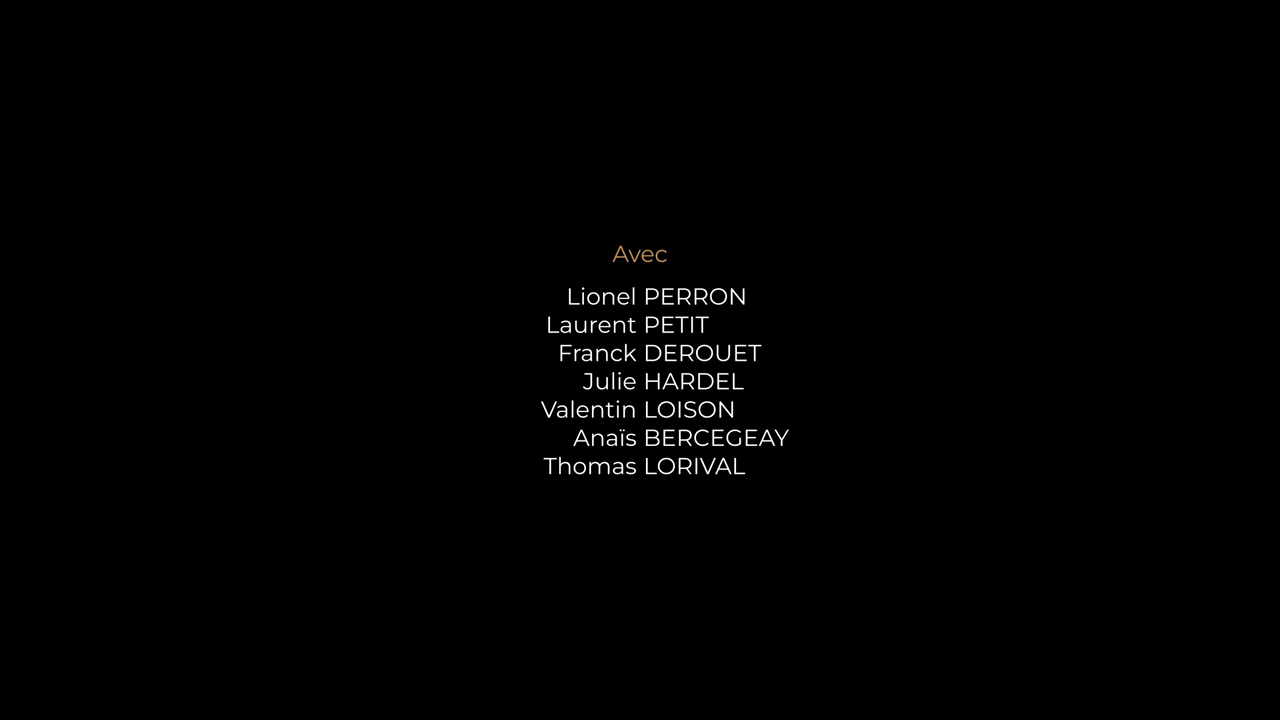 Avec
Lionel PERRON
Laurent PETIT
Franck DEROUET
Julie HARDEL
Valentin LOISON
Anaïs BERCEGEAY
Thomas LORIVAL